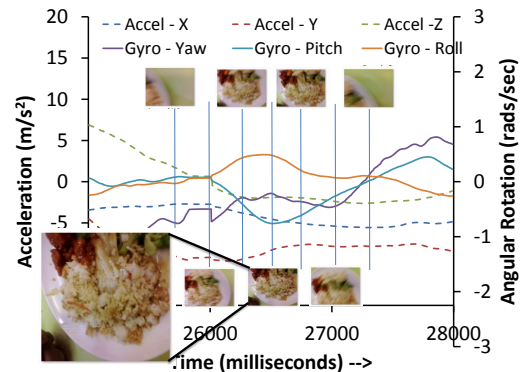 Accel - X Accel - Y Accel -Z
Gyro - Yaw Gyro - Pitch Gyro - Roll
Acceleration (m/s²)
20
15
10
5
0
-5
Angular Rotation (rads/sec)
3
2
1
0
-1
-2
-3
26000 27000 28000
ime (milliseconds) -->